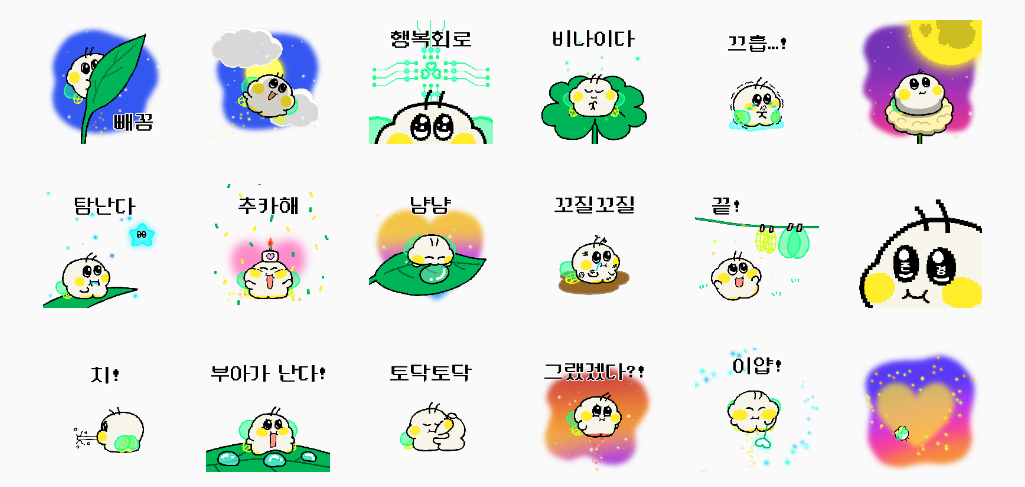 빼꼼
행복회로
비나이다
끄흡...!
탐난다
추카해
냠냠
꼬질꼬질
끝!
치!
부아가 난다!
토닥토닥
그랬겠다?!
이얍!